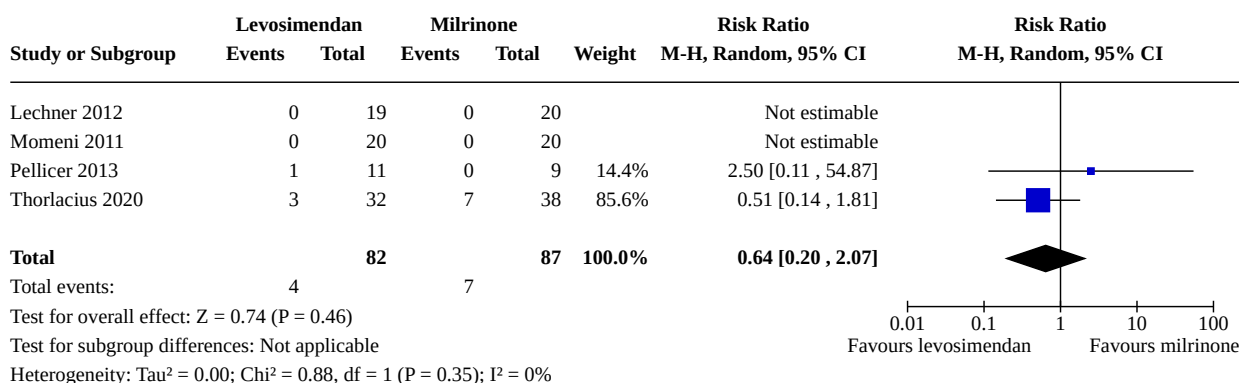 Levosimendan Milrinone Risk Ratio Risk Ratio
Study or Subgroup Events Total Events Total Weight M-H, Random, 95% CI M-H, Random, 95% CI
Lechner 2012 0 19 0 20 Not estimable
Momeni 2011 0 20 0 20 Not estimable
Pellicer 2013 1 11 0 9 14.4% 2.50 [0.11 , 54.87]
Thorlacius 2020 3 32 7 38 85.6% 0.51 [0.14 , 1.81]
Total 82 87 100.0% 0.64 [0.20 , 2.07]
Total events: 4 7
Test for overall effect: Z = 0.74 (P = 0.46)
0.01 0.1 1 10 100
Test for subgroup differences: Not applicable
Favours levosimendan Favours milrinone
Heterogeneity: Tau² = 0.00; Chi² = 0.88, df = 1 (P = 0.35); I² = 0%